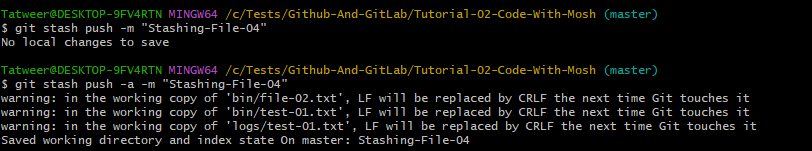 Tatweer@DESKTOP-9FV4RTN MINGW64 /c/Tests/Github-And-GitLab/Tutorial-02-Code-With-Mosh (master)
$ git stash push -m "Stashing-File-04"
No local changes to save
Tatweer@DESKTOP-9FV4RTN MINGW64 /c/Tests/Github-And-GitLab/Tutorial-02-Code-With-Mosh (master)
$ git stash push -a -m "Stashing-File-04"
warning: in the working copy of 'bin/file-02.txt', LF will be replaced by CRLF the next time Git touches it
warning: in the working copy of 'bin/test-01.txt', LF will be replaced by CRLF the next time Git touches it
warning: in the working copy of 'logs/test-01.txt', LF will be replaced by CRLF the next time Git touches it
Saved working directory and index state On master: Stashing-File-04